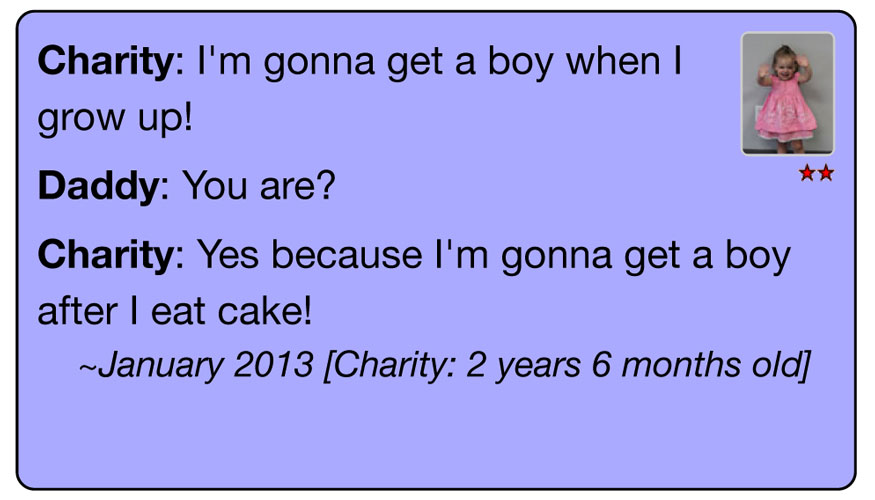 Charity: I'm gonna get a boy when I
grow up!
Daddy: You are?
Charity: Yes because I'm gonna get a boy
after I eat cake!
~January 2013 [Charity: 2 years 6 months old]